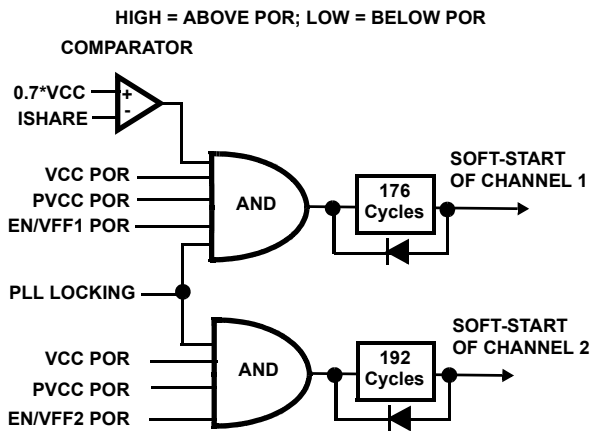 HIGH = ABOVE POR; LOW = BELOW POR
COMPARATOR
0.7*VCC
+
ISHARE
-
VCC POR
PVCC POR
EN/VFF1 POR
AND
176
Cycles
SOFT-START
OF CHANNEL 1
PLL LOCKING
VCC POR
PVCC POR
EN/VFF2 POR
AND
192
Cycles
SOFT-START
OF CHANNEL 2